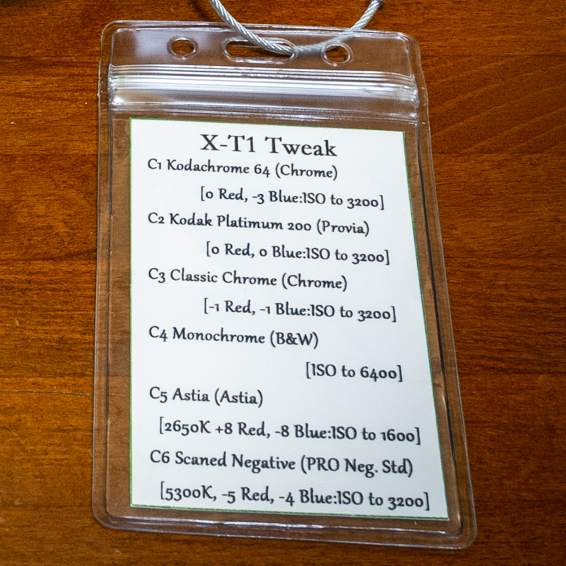 X-T1 Tweak
C1 Kodachrome 64 (Chrome)
[0 Red, -3 Blue:ISO to 3200]
C2 Kodak Platimum 200 (Provia)
[0 Red, 0 Blue:ISO to 3200]
C3 Classic Chrome (Chrome)
[-1 Red, -1 Blue:ISO to 3200]
C4 Monochrome (B&W)
[ISO to 6400]
C5 Astia (Astia)
[2650K +8 Red, -8 Blue:ISO to 1600]
C6 Scaned Negative (PRO Neg. Std)
[5300K, -5 Red, -4 Blue:ISO to 3200]